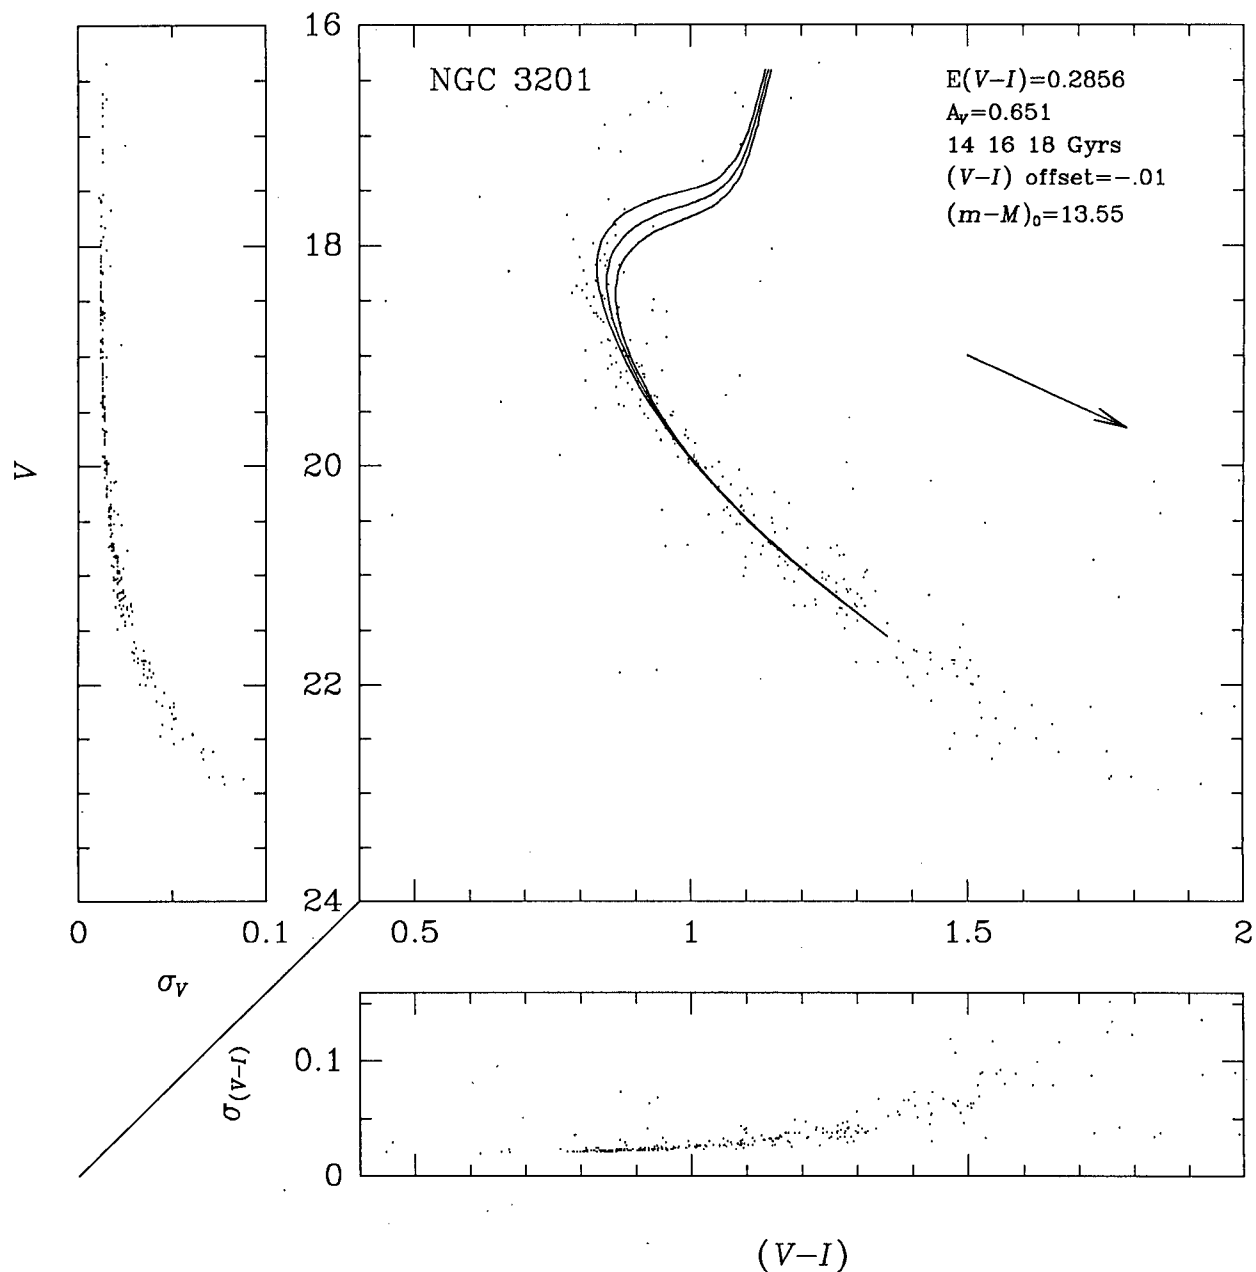 NGC 3201
E(V−I)=0.2856
A_V=0.651
14 16 18 Gyrs
(V−I) offset=−.01
(m−M)₀=13.55
16
18
20
22
24
V
0
0.1
σ_V
0.5
1
1.5
2
0.1
0
σ_(V−I)
(V−I)